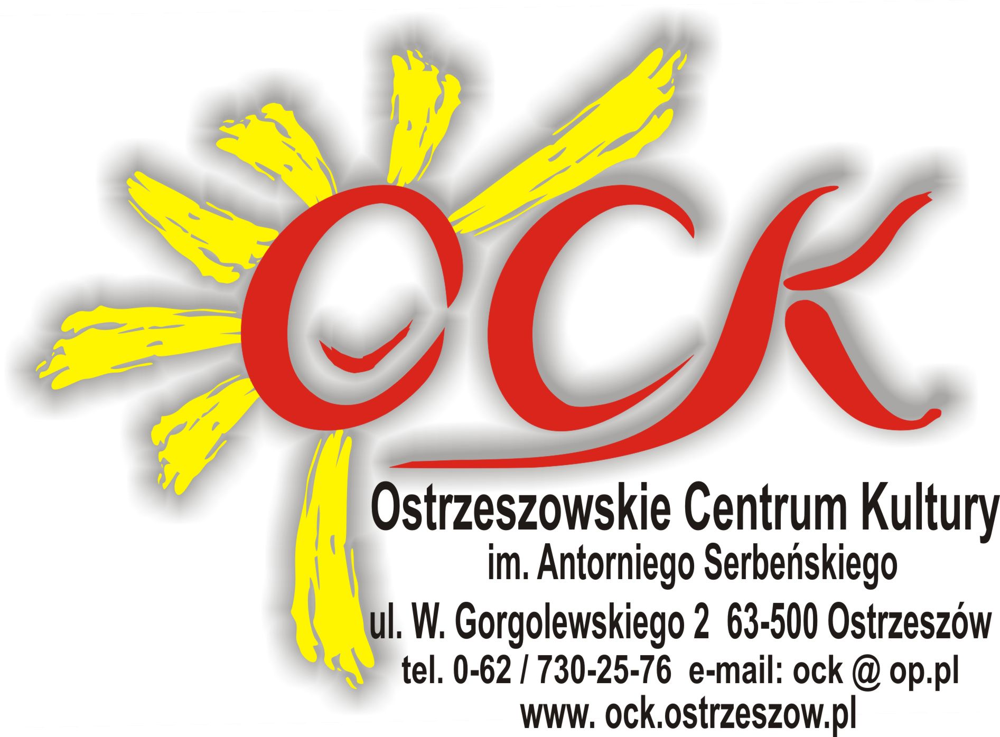 OCK
Ostrzeszowskie Centrum Kultury
im. Antorniego Serbeńskiego
ul. W. Gorgolewskiego 2 63-500 Ostrzeszów
tel. 0-62 / 730-25-76 e-mail: ock @ op.pl
www. ock.ostrzeszow.pl